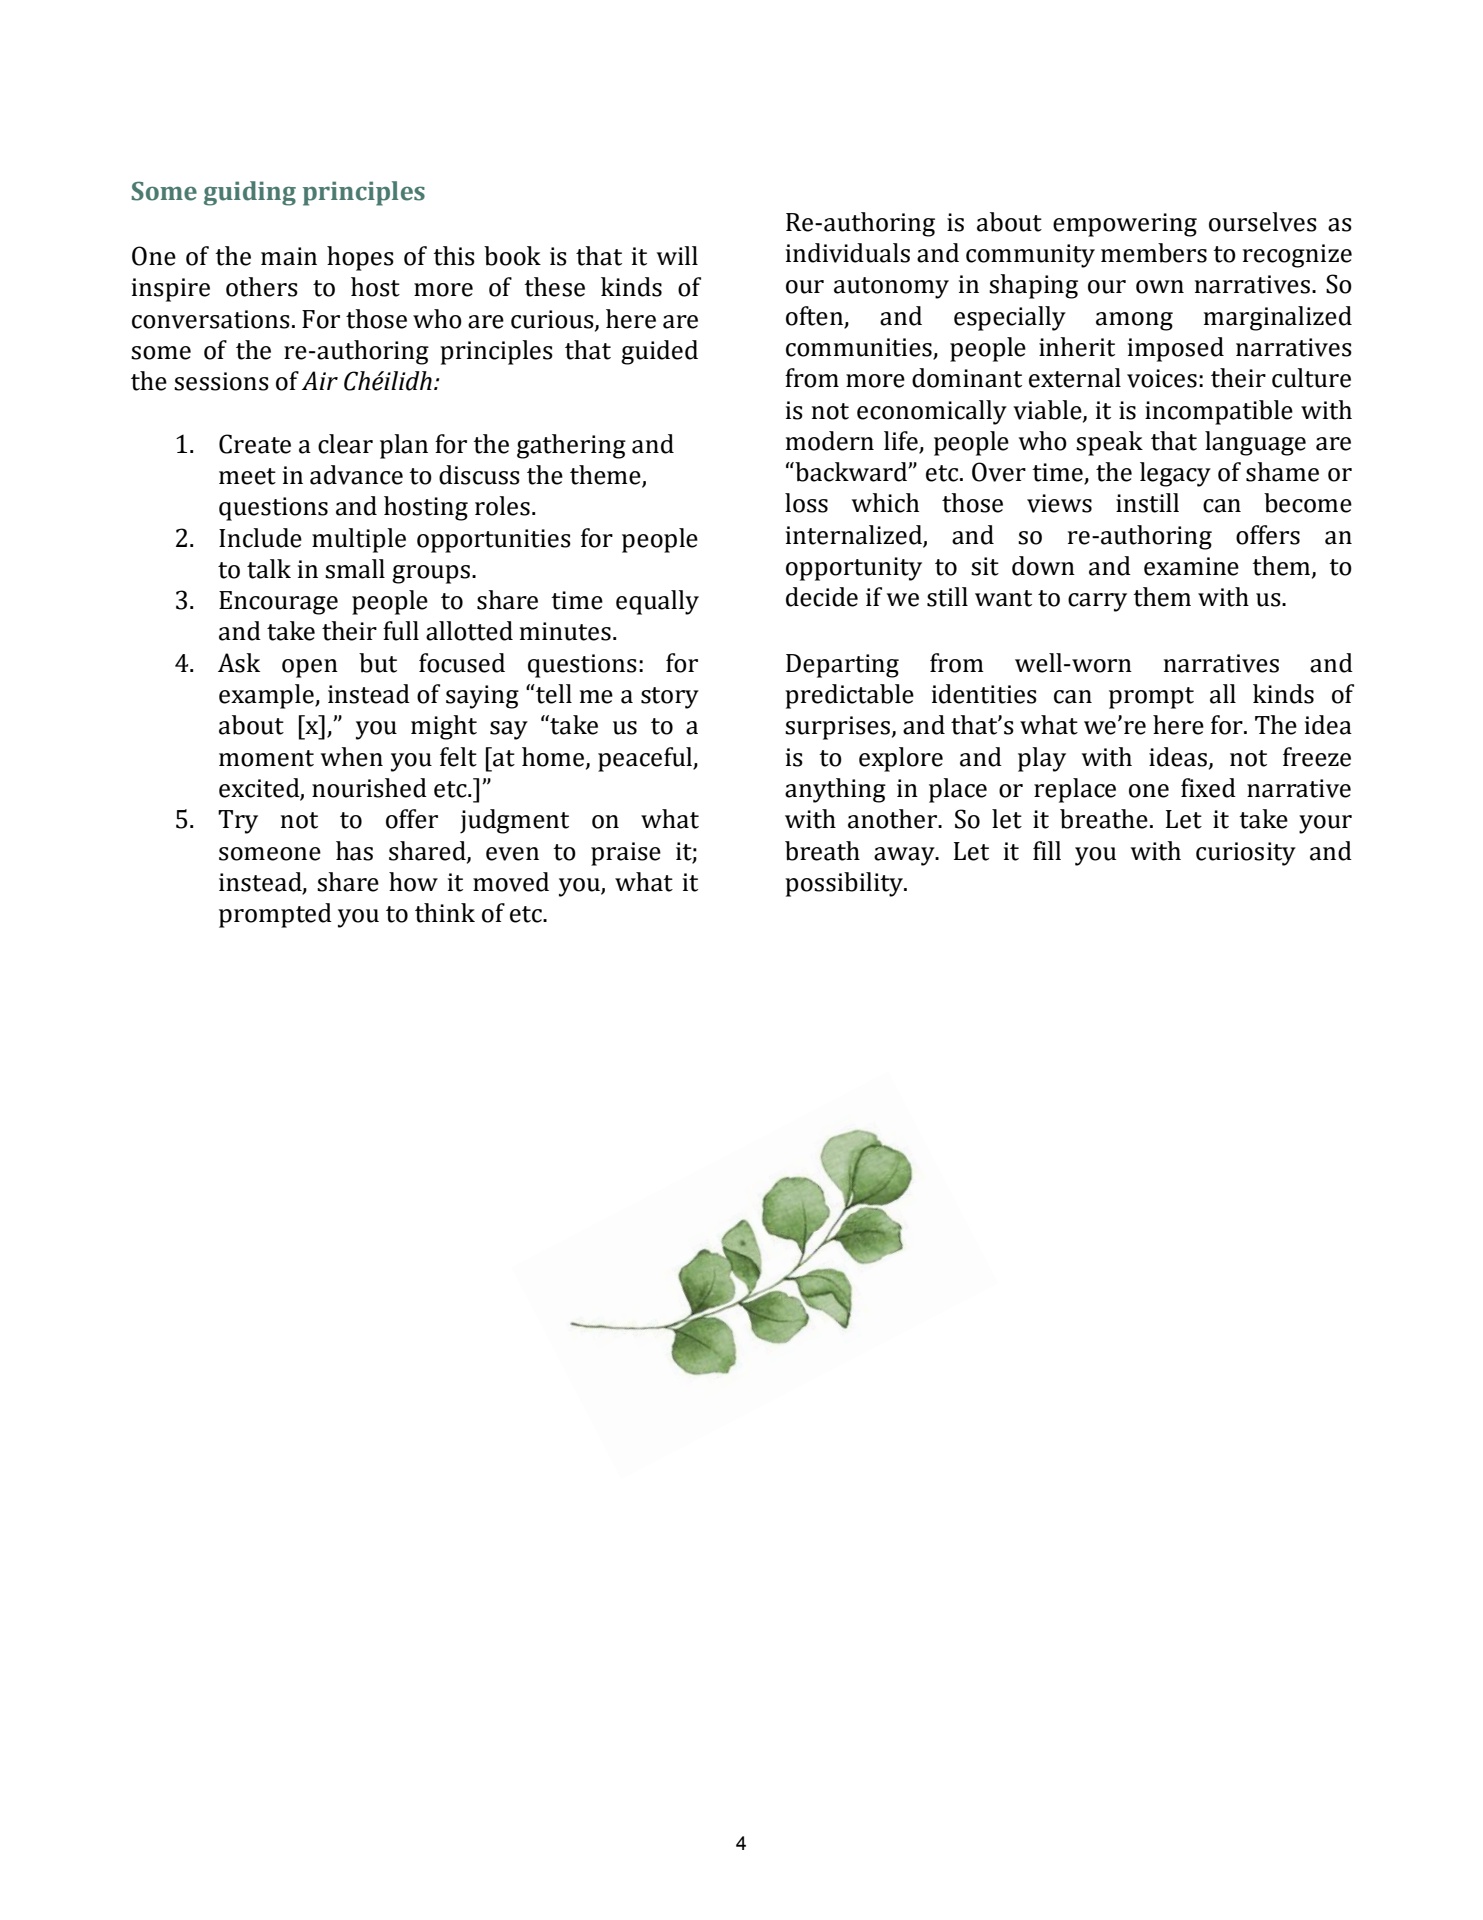 Some guiding principles
One of the main hopes of this book is that it will
inspire others to host more of these kinds of
conversations. For those who are curious, here are
some of the re-authoring principles that guided
the sessions of Air Chéilidh:
1. Create a clear plan for the gathering and
meet in advance to discuss the theme,
questions and hosting roles.
2. Include multiple opportunities for people
to talk in small groups.
3. Encourage people to share time equally
and take their full allotted minutes.
4. Ask open but focused questions: for
example, instead of saying “tell me a story
about [x],” you might say “take us to a
moment when you felt [at home, peaceful,
excited, nourished etc.]”
5. Try not to offer judgment on what
someone has shared, even to praise it;
instead, share how it moved you, what it
prompted you to think of etc.
Re-authoring is about empowering ourselves as
individuals and community members to recognize
our autonomy in shaping our own narratives. So
often, and especially among marginalized
communities, people inherit imposed narratives
from more dominant external voices: their culture
is not economically viable, it is incompatible with
modern life, people who speak that language are
“backward” etc. Over time, the legacy of shame or
loss which those views instill can become
internalized, and so re-authoring offers an
opportunity to sit down and examine them, to
decide if we still want to carry them with us.
Departing from well-worn narratives and
predictable identities can prompt all kinds of
surprises, and that’s what we’re here for. The idea
is to explore and play with ideas, not freeze
anything in place or replace one fixed narrative
with another. So let it breathe. Let it take your
breath away. Let it fill you with curiosity and
possibility.
4